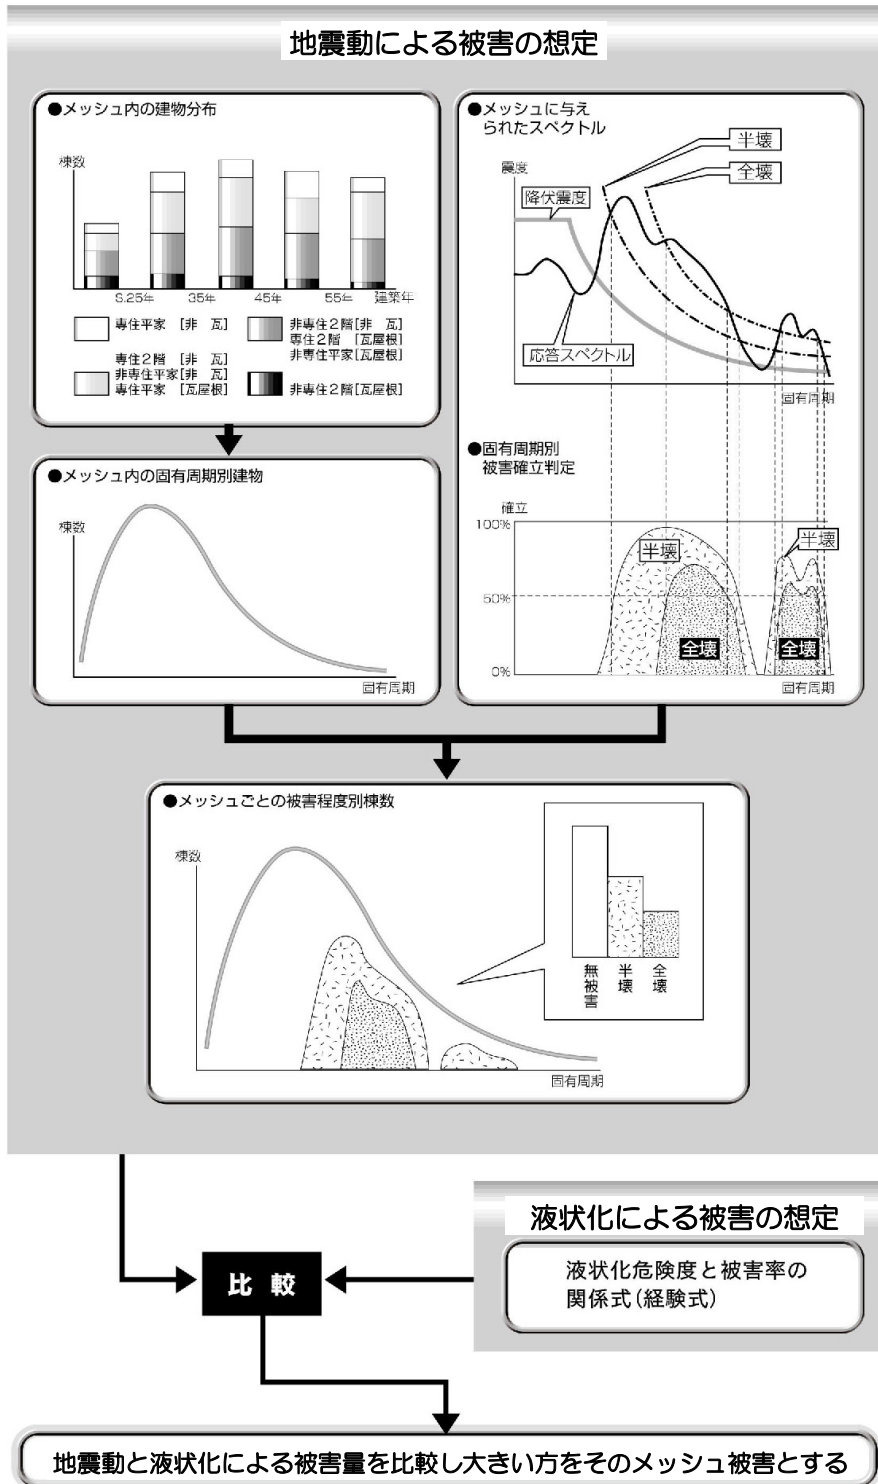 地震動による被害の想定
●メッシュ内の建物分布
棟数
S.25年 35年 45年 55年 建築年
専住平家 [非 瓦]
専住2階 [非 瓦]
非専住平家[非 瓦]
専住平家 [瓦屋根]
非専住2階[非 瓦]
専住2階 [瓦屋根]
非専住平家[瓦屋根]
非専住2階[瓦屋根]
●メッシュ内の固有周期別建物
棟数
固有周期
●メッシュに与え
られたスペクトル
半壊
全壊
震度
降伏震度
応答スペクトル
固有周期
●固有周期別
被害確立判定
確立
100%
半壊
半壊
50%
全壊
全壊
0%
固有周期
●メッシュごとの被害程度別棟数
棟数
無被害
半壊
全壊
固有周期
液状化による被害の想定
液状化危険度と被害率の
関係式(経験式)
比較
地震動と液状化による被害量を比較し大きい方をそのメッシュ被害とする